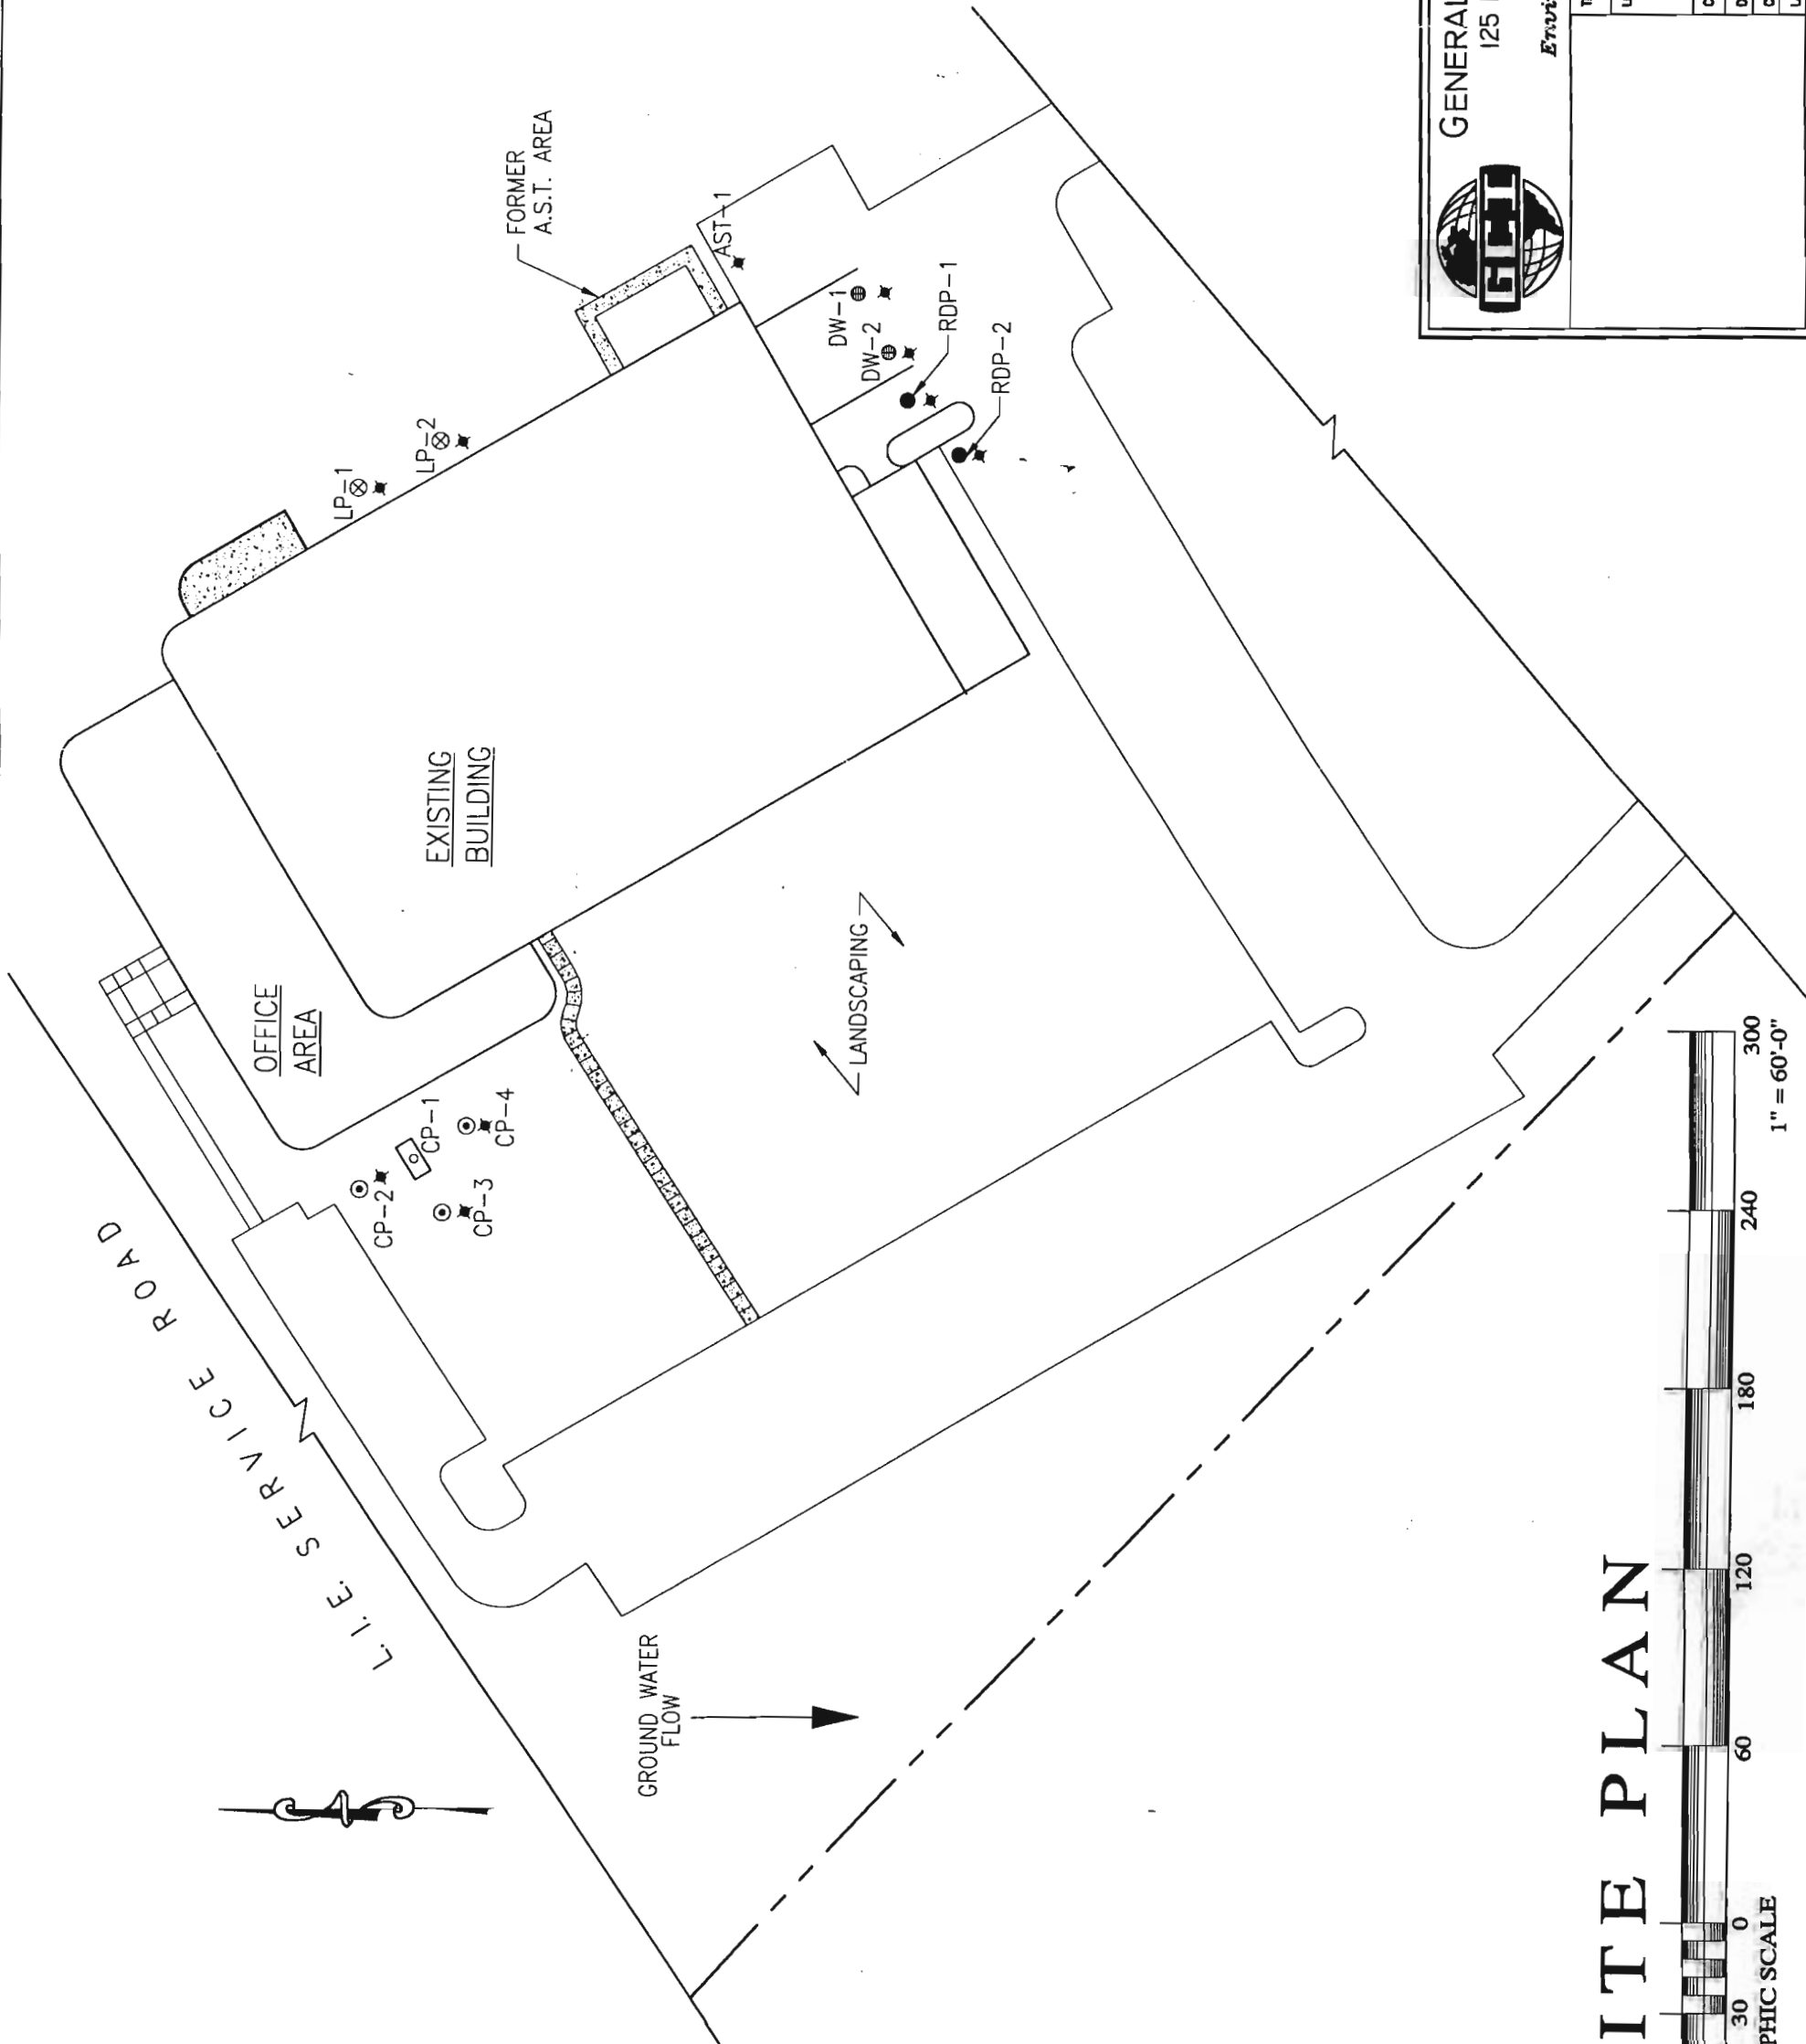 L.I.E. SERVICE ROAD
OFFICE
AREA
EXISTING
BUILDING
FORMER
A.S.T. AREA
LP-1
LP-2
AST-1
DW-1
DW-2
RDP-1
RDP-2
CP-1
CP-2
CP-3
CP-4
LANDSCAPING
GROUND WATER
FLOW
ITE PLAN
30 0 60 120 180 240 300
PHIC SCALE
1" = 60'-0"
GENERAL
125
Envi